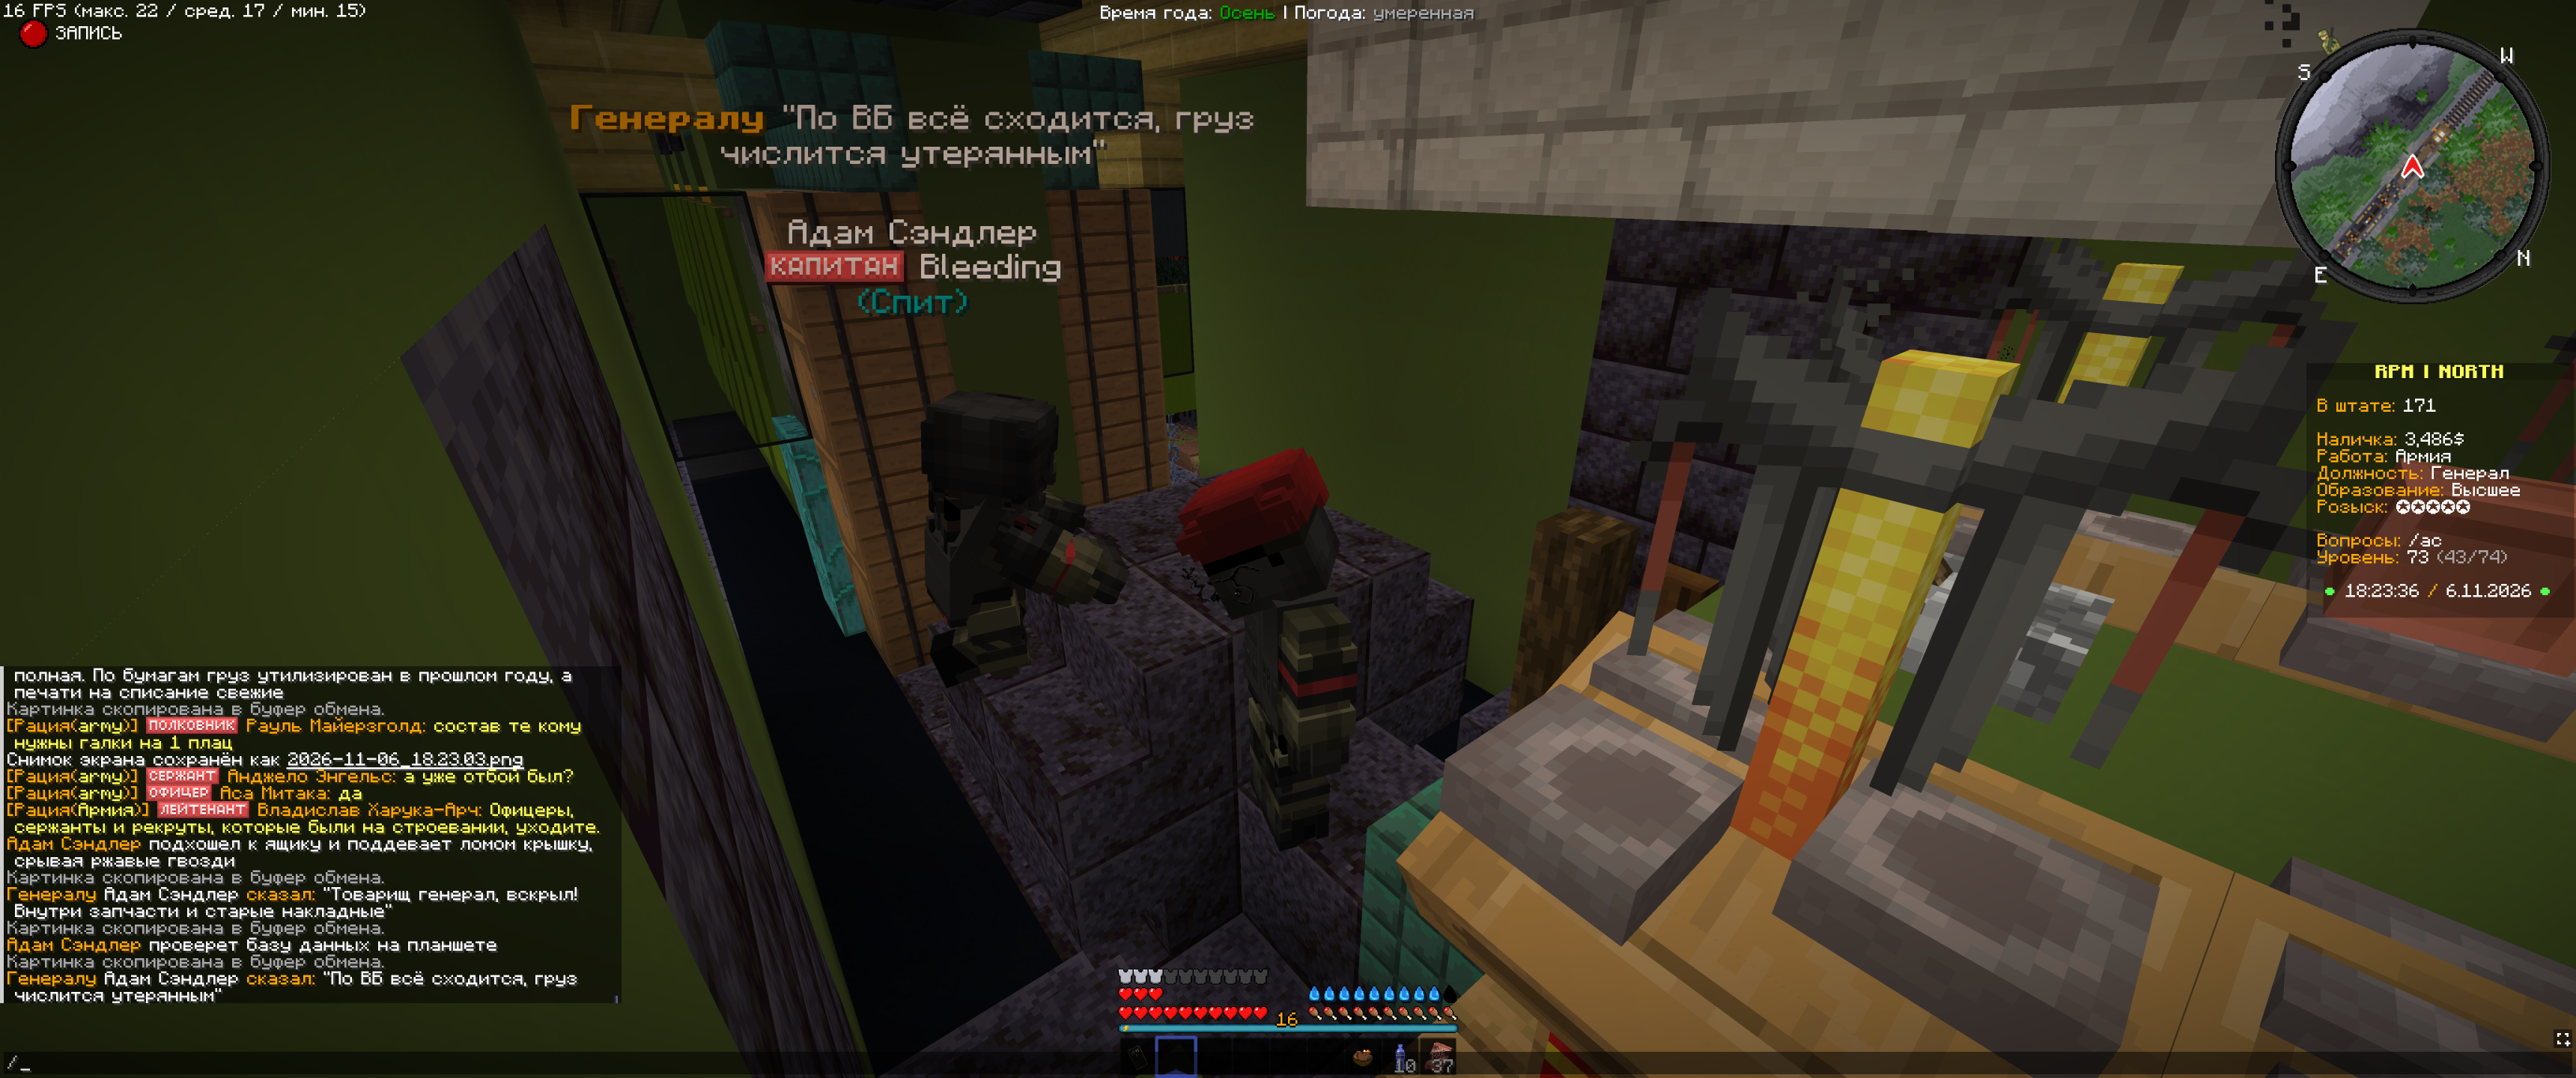 16 FPS (макс. 22 / сред. 17 / мин. 15)
ЗАПИСЬ
Время года: Осень | Погода: умеренная
Генералу "По ВБ всё сходится, груз
числится утерянным"
Адам Сэндлер
КАПИТАН Bleeding
(Спит)
S
W
E
N
RPM | NORTH
В штате: 171
Наличка: 3,486$
Работа: Армия
Должность: Генерал
Образование: Высшее
Розыск: ✪✪✪✪✪
Вопросы: /ac
Уровень: 73 (43/74)
• 18:23:36 / 6.11.2026 •
полная. По бумагам груз утилизирован в прошлом году, а
печати на списание свежие
Картинка скопирована в буфер обмена.
[Рация(army)] ПОЛКОВНИК Рауль Майерзголд: состав те кому
нужны галки на 1 плац
Снимок экрана сохранён как 2026-11-06_18.23.03.png
[Рация(army)] СЕРЖАНТ Анджело Энгельс: а уже отбой был?
[Рация(army)] ОФИЦЕР Аса Митака: да
[Рация(Армия)] ЛЕЙТЕНАНТ Владислав Харука-Арч: Офицеры,
сержанты и рекруты, которые были на строевании, уходите.
Адам Сэндлер подхошел к ящику и поддевает ломом крышку,
срывая ржавые гвозди
Картинка скопирована в буфер обмена.
Генералу Адам Сэндлер сказал: "Товарищ генерал, вскрыл!
Внутри запчасти и старые накладные"
Картинка скопирована в буфер обмена.
Адам Сэндлер проверет базу данных на планшете
Картинка скопирована в буфер обмена.
Генералу Адам Сэндлер сказал: "По ВБ всё сходится, груз
числится утерянным"
16
10
37
/_